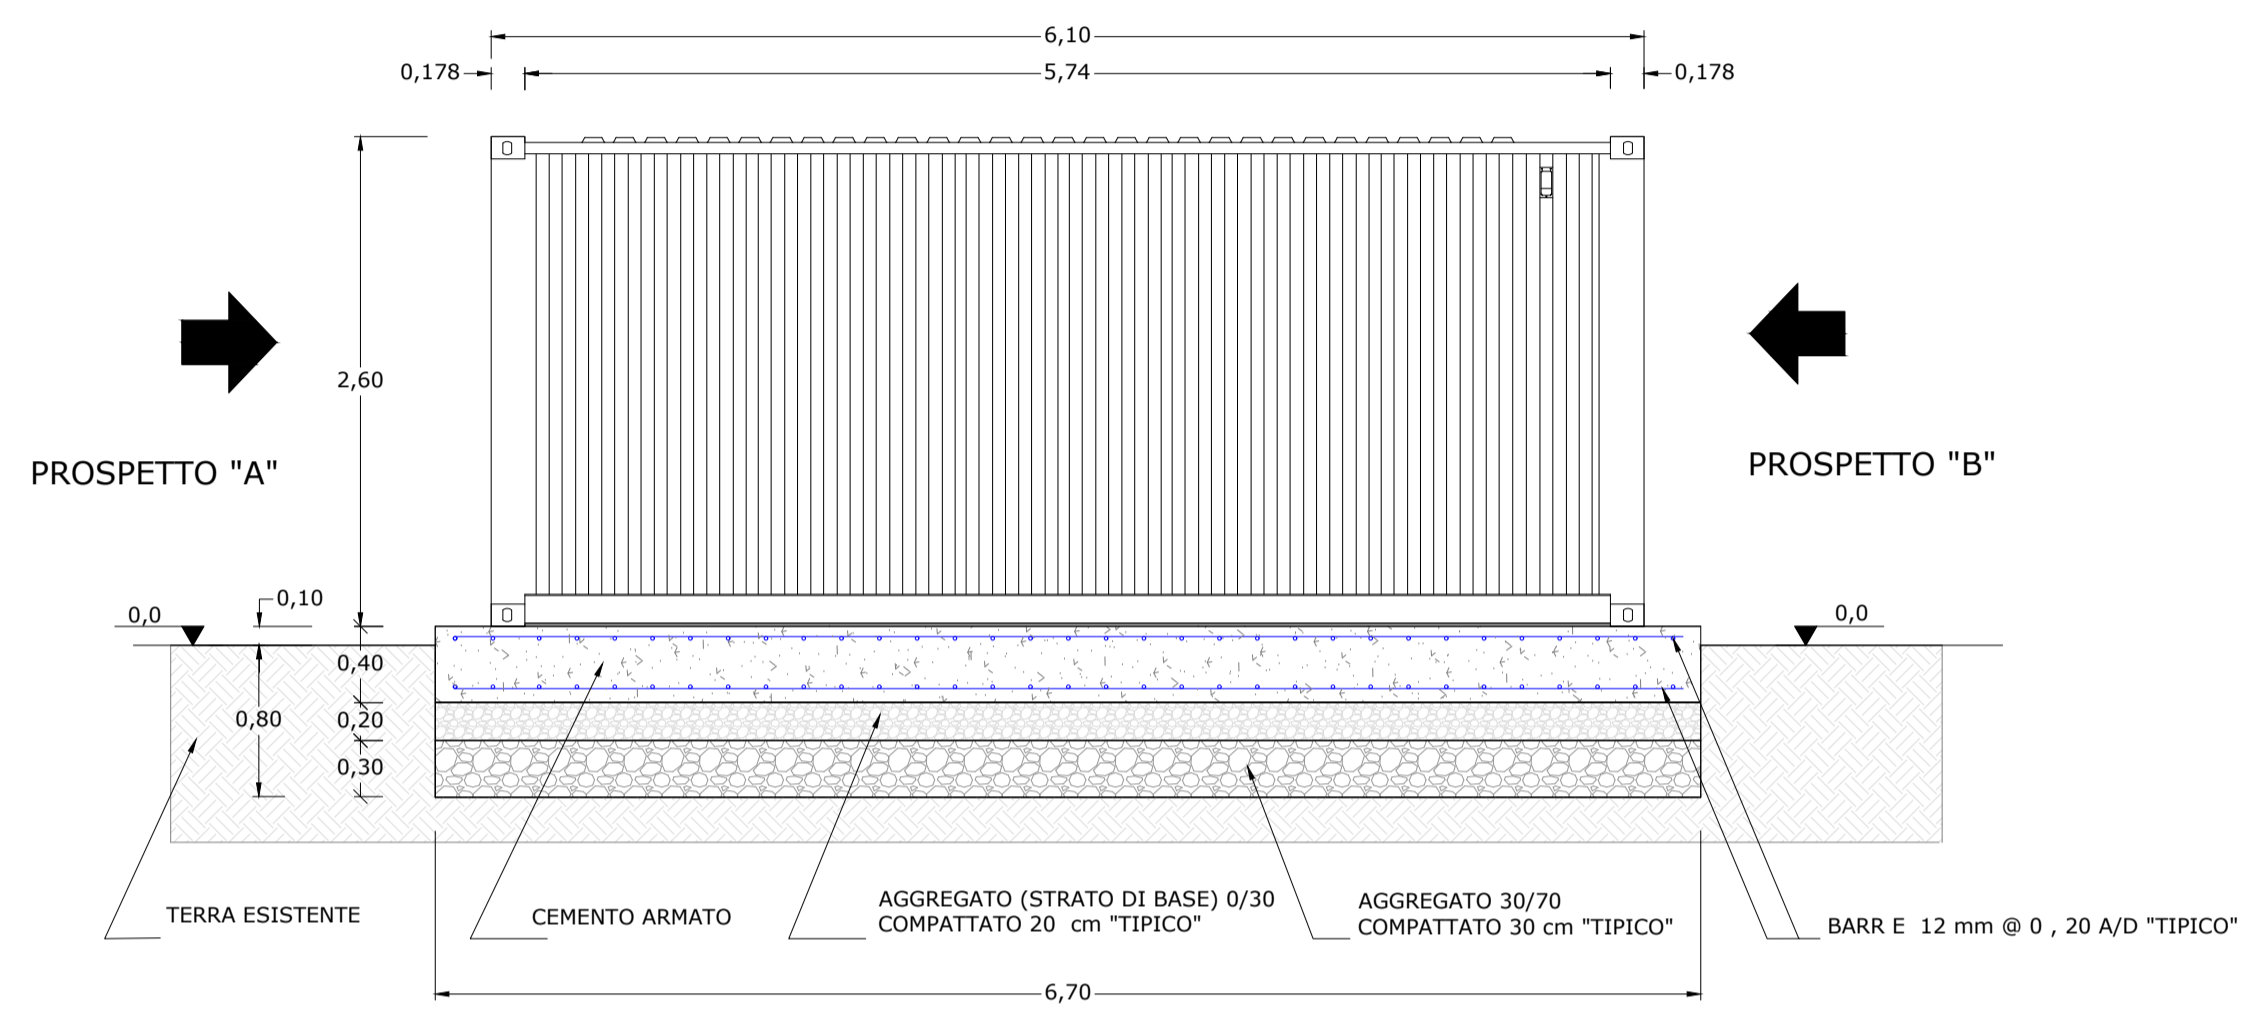 6,10
0,178
5,74
0,178
2,60
PROSPETTO "A"
PROSPETTO "B"
0,10
0,0
0,0
0,40
0,80
0,20
0,30
TERRA ESISTENTE
CEMENTO ARMATO
AGGREGATO (STRATO DI BASE) 0/30
COMPATTATO 20 cm "TIPICO"
AGGREGATO 30/70
COMPATTATO 30 cm "TIPICO"
BARR E 12 mm @ 0 , 20 A/D "TIPICO"
6,70